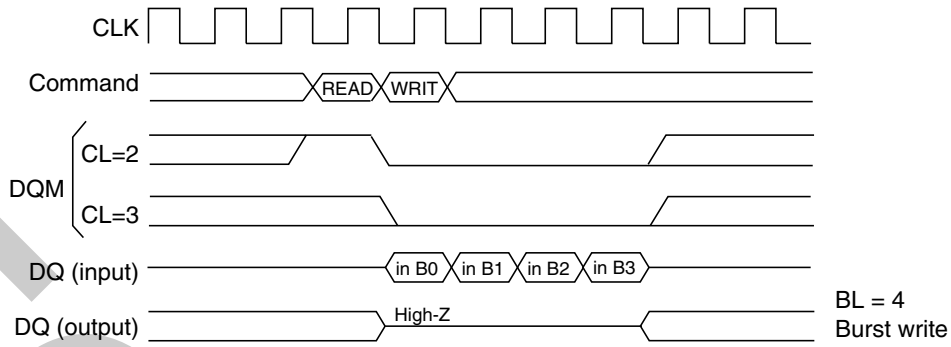 CLK
Command
READ WRIT
DQM
CL=2
CL=3
DQ (input)
in B0 in B1 in B2 in B3
DQ (output)
High-Z
BL = 4
Burst write